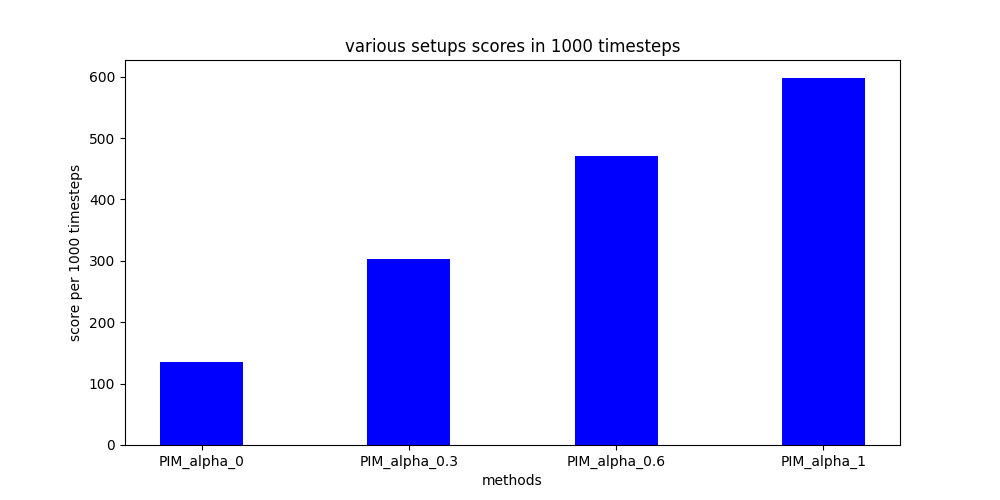 various setups scores in 1000 timesteps
score per 1000 timesteps
600
500
400
300
200
100
0
PIM_alpha_0 PIM_alpha_0.3 PIM_alpha_0.6 PIM_alpha_1
methods